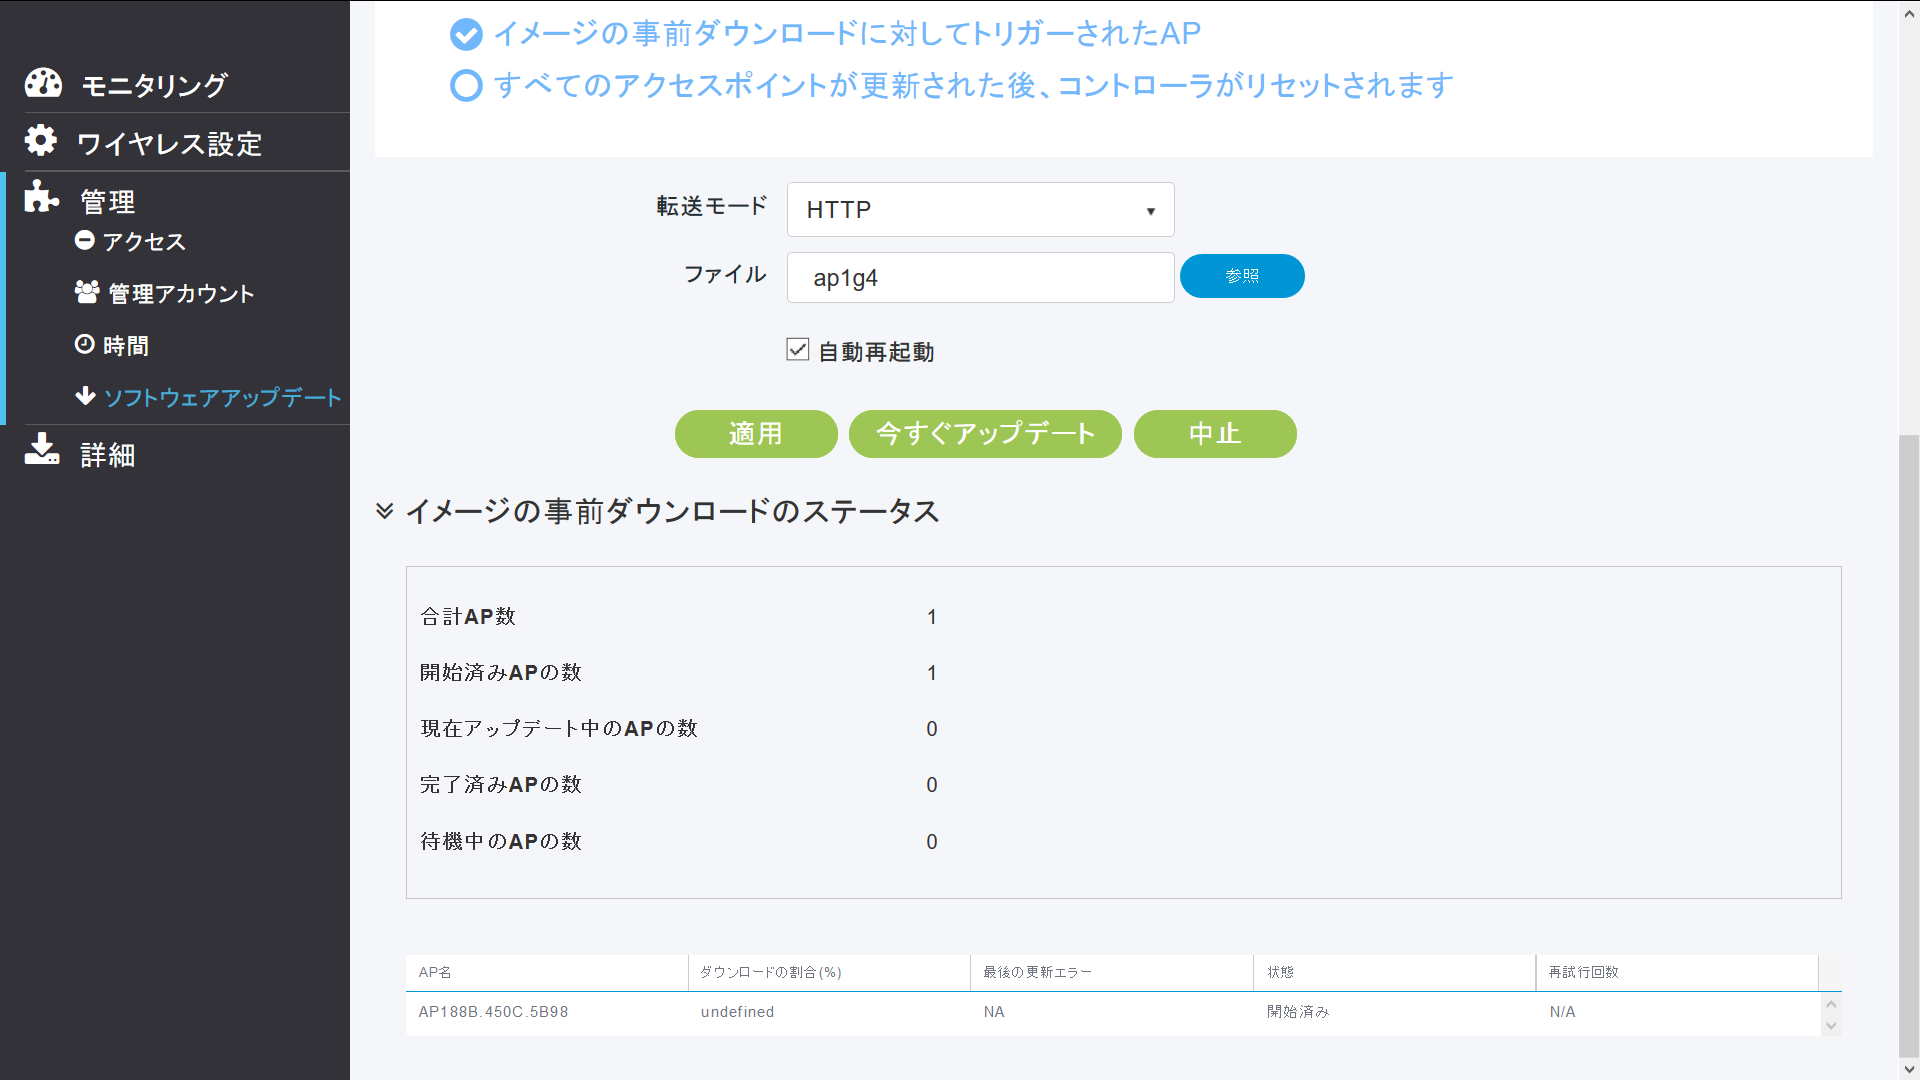 イメージの事前ダウンロードに対してトリガーされたAP
すべてのアクセスポイントが更新された後、コントローラがリセットされます
モニタリング
ワイヤレス設定
管理
アクセス
管理アカウント
時間
ソフトウェアアップデート
詳細
転送モード HTTP
ファイル ap1g4 参照
自動再起動
適用 今すぐアップデート 中止
イメージの事前ダウンロードのステータス
合計AP数 1
開始済みAPの数 1
現在アップデート中のAPの数 0
完了済みAPの数 0
待機中のAPの数 0
AP名 ダウンロードの割合(%) 最後の更新エラー 状態 再試行回数
AP188B.450C.5B98 undefined NA 開始済み N/A